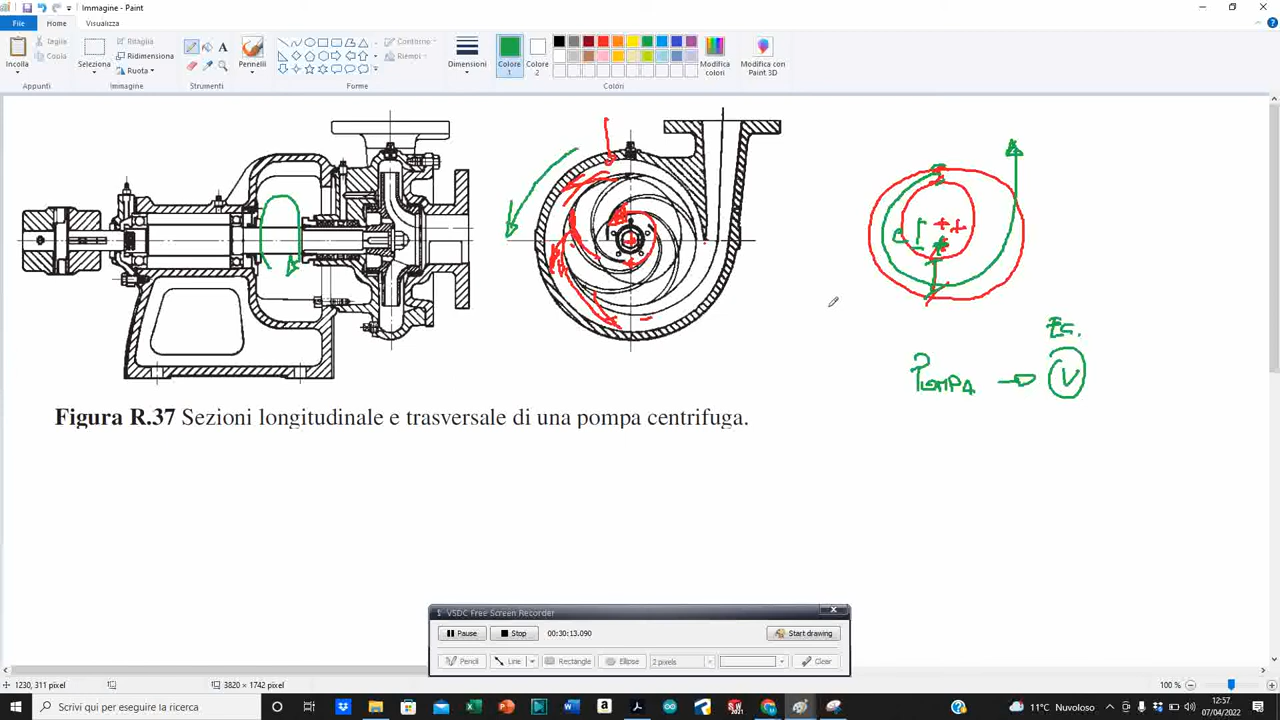 Immagine - Paint
File Home Visualizza
Incolla
Taglia
Copia
Seleziona
Ritaglia
Ridimensiona
Ruota
Pennelli
Contorno
Riempi
Dimensioni
Colore 1
Colore 2
Modifica colori
Modifica con Paint 3D
Appunti Immagine Strumenti Forme Colori
Ec.
POMPA V
Figura R.37 Sezioni longitudinale e trasversale di una pompa centrifuga.
VSDC Free Screen Recorder
Pause Stop 00:30:13.090 Start drawing
Pencil Line Rectangle Ellipse 2 pixels Clear
1230, 311 pixel 3820 × 1742 pixel 100 %
Scrivi qui per eseguire la ricerca 11°C Nuvoloso 12:57
07/04/2022